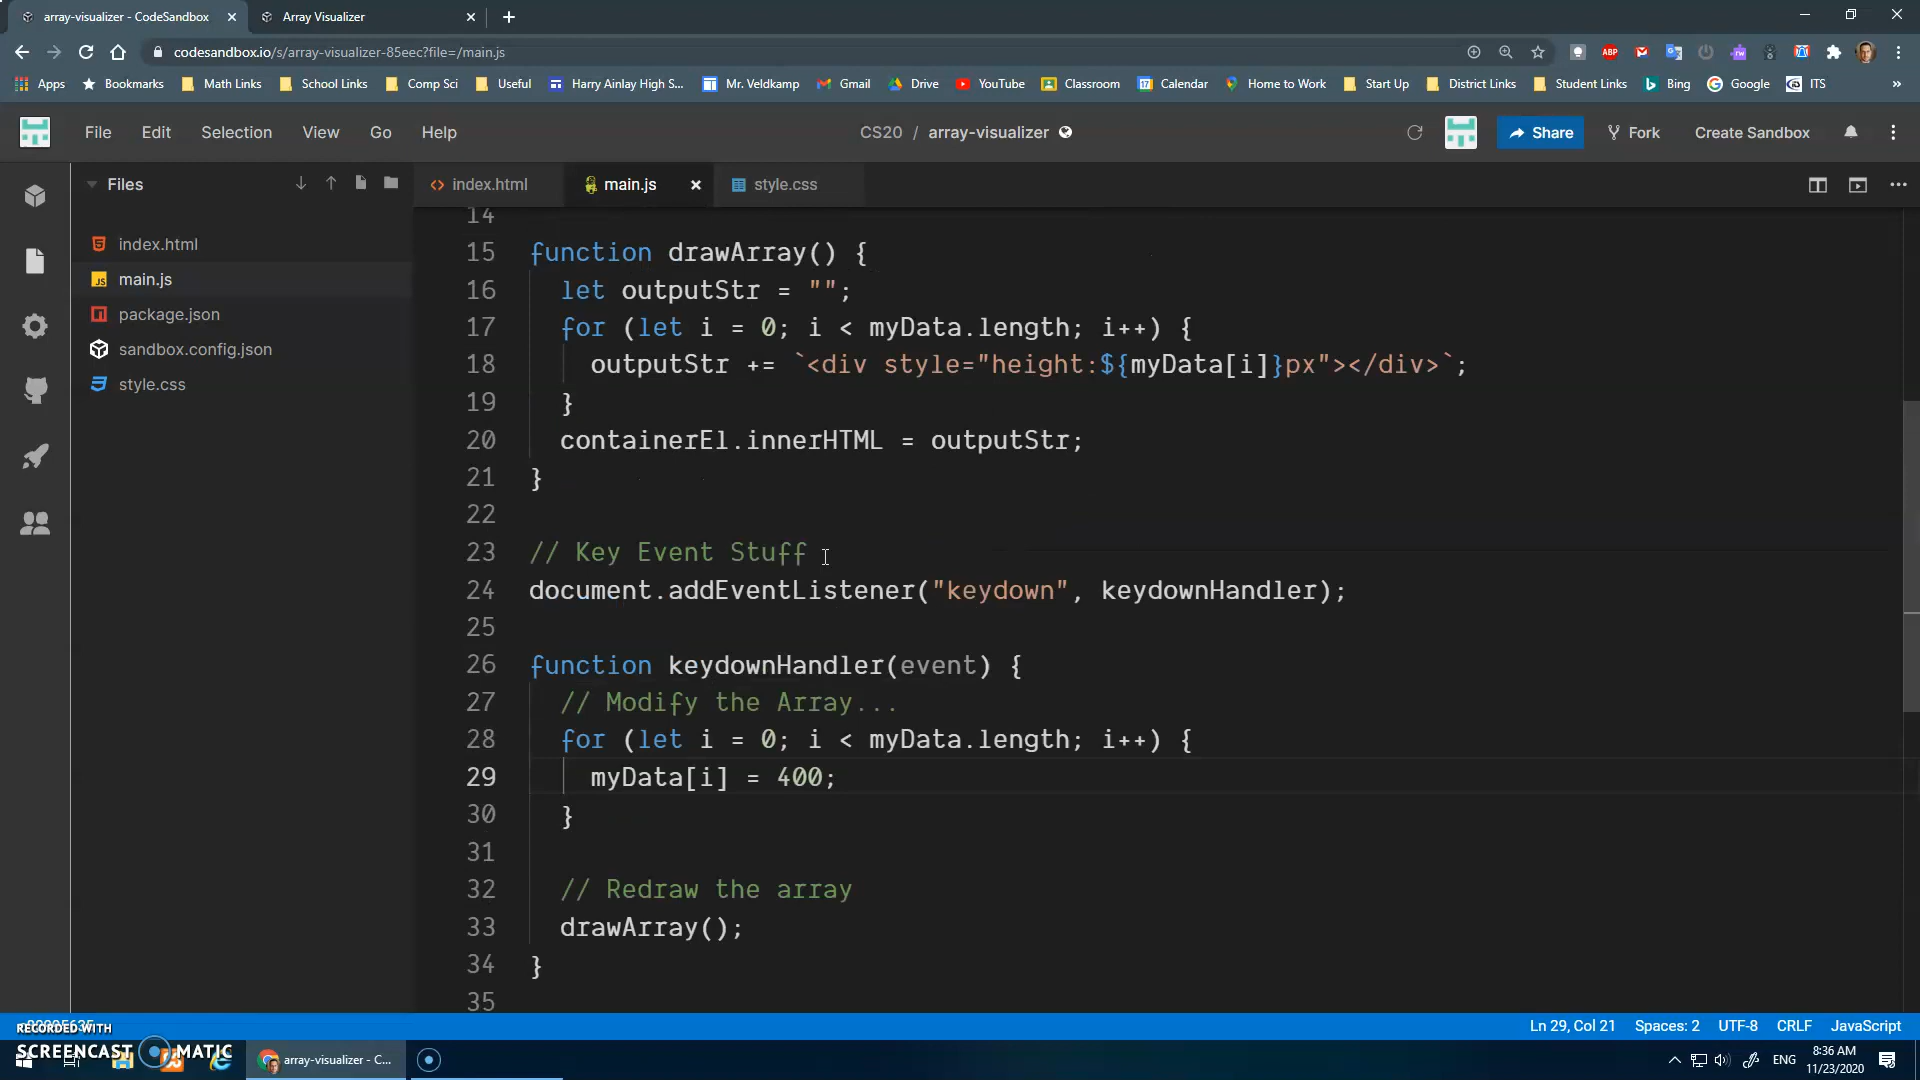 array-visualizer - CodeSandbox
Array Visualizer
codesandbox.io/s/array-visualizer-85eec?file=/main.js
Apps
Bookmarks
Math Links
School Links
Comp Sci
Useful
Harry Ainlay High S...
Mr. Veldkamp
Gmail
Drive
YouTube
Classroom
Calendar
Home to Work
Start Up
District Links
Student Links
Bing
Google
ITS
»
File Edit Selection View Go Help
CS20 / array-visualizer
Share
Fork
Create Sandbox
Files
index.html
main.js
style.css
index.html
main.js
package.json
sandbox.config.json
style.css
14
15 function drawArray() {
16 let outputStr = "";
17 for (let i = 0; i < myData.length; i++) {
18 outputStr += `<div style="height:${myData[i]}px"></div>`;
19 }
20 containerEl.innerHTML = outputStr;
21 }
22
23 // Key Event Stuff
24 document.addEventListener("keydown", keydownHandler);
25
26 function keydownHandler(event) {
27 // Modify the Array...
28 for (let i = 0; i < myData.length; i++) {
29 myData[i] = 400;
30 }
31
32 // Redraw the array
33 drawArray();
34 }
35
Ln 29, Col 21 Spaces: 2 UTF-8 CRLF JavaScript
RECORDED WITH
SCREENCAST MATIC
array-visualizer - C...
ENG
8:36 AM
11/23/2020